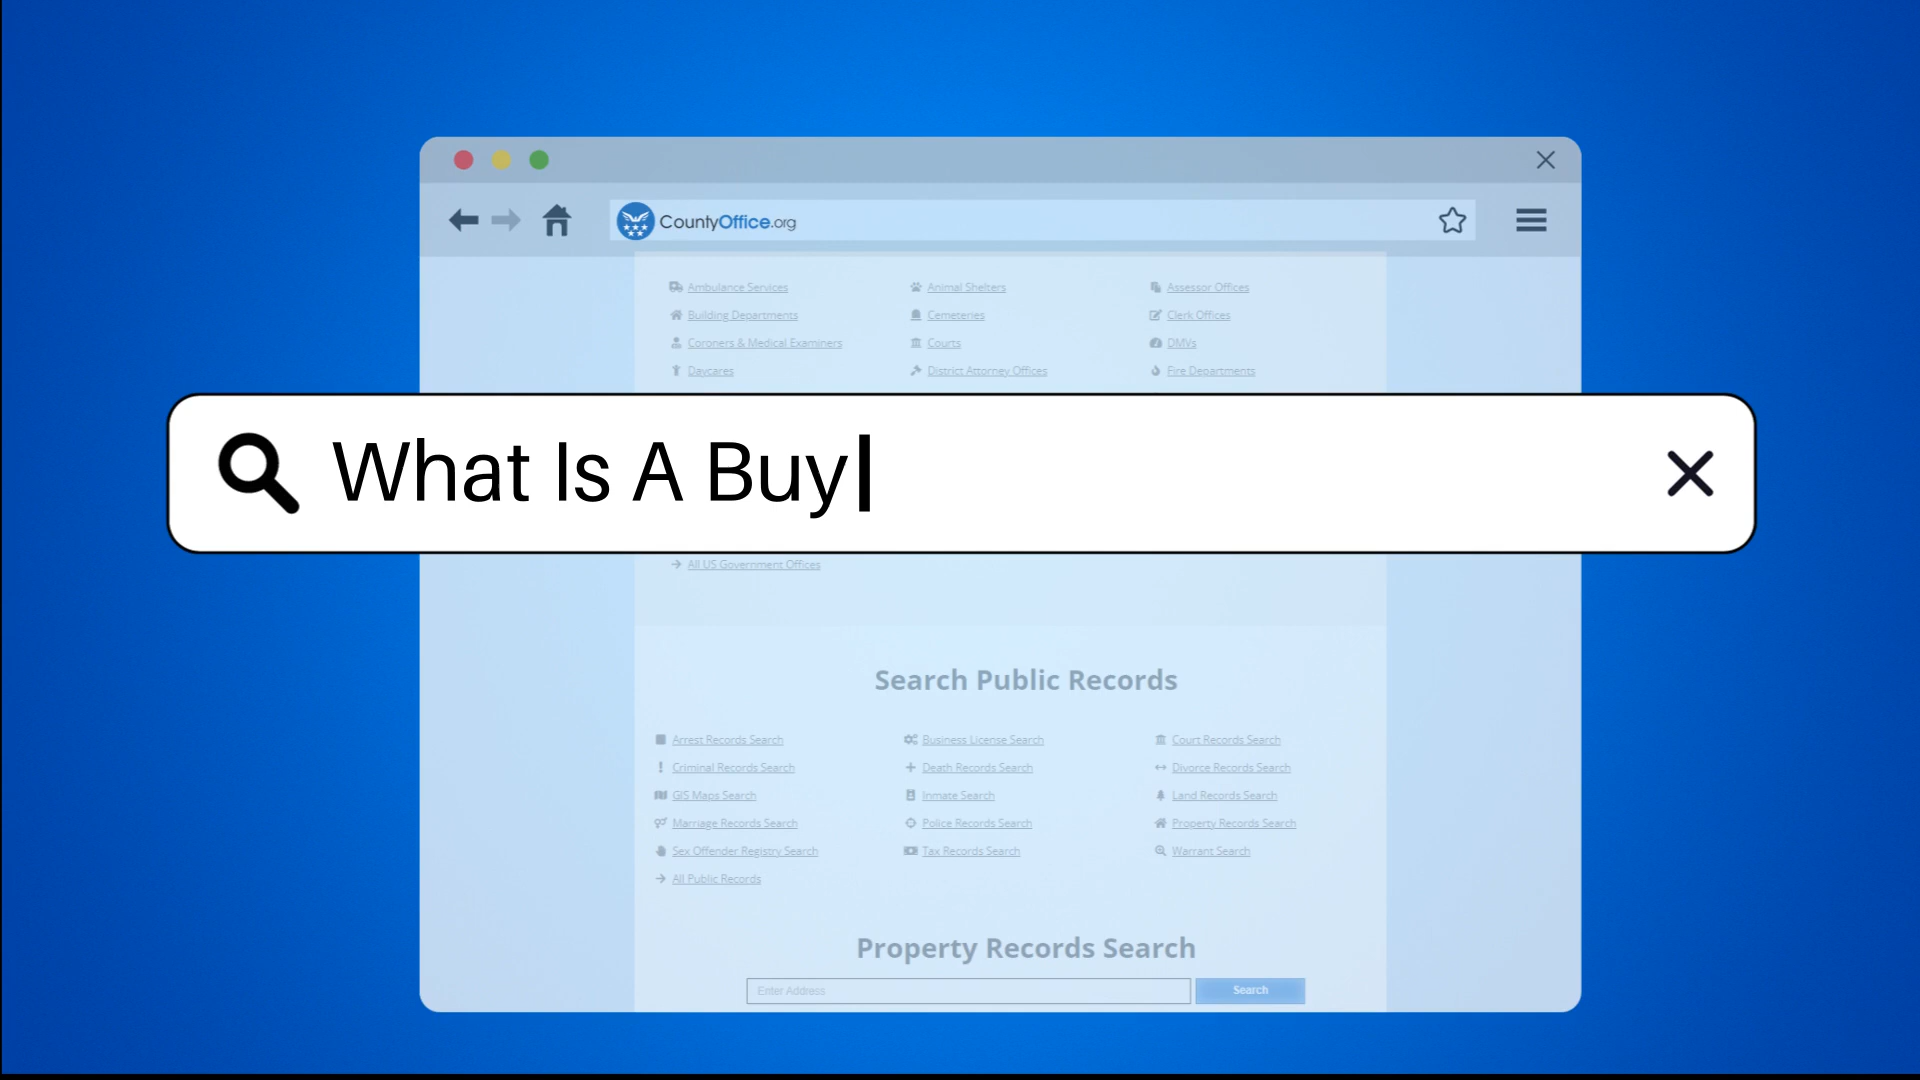 CountyOffice.org
Ambulance Services Animal Shelters Assessor Offices
Building Departments Cemeteries Clerk Offices
Coroners & Medical Examiners Courts DMVs
Daycares District Attorney Offices Fire Departments
What Is A Buy
All US Government Offices
Search Public Records
Arrest Records Search Business License Search Court Records Search
Criminal Records Search Death Records Search Divorce Records Search
GIS Maps Search Inmate Search Land Records Search
Marriage Records Search Police Records Search Property Records Search
Sex Offender Registry Search Tax Records Search Warrant Search
All Public Records
Property Records Search
Enter Address Search